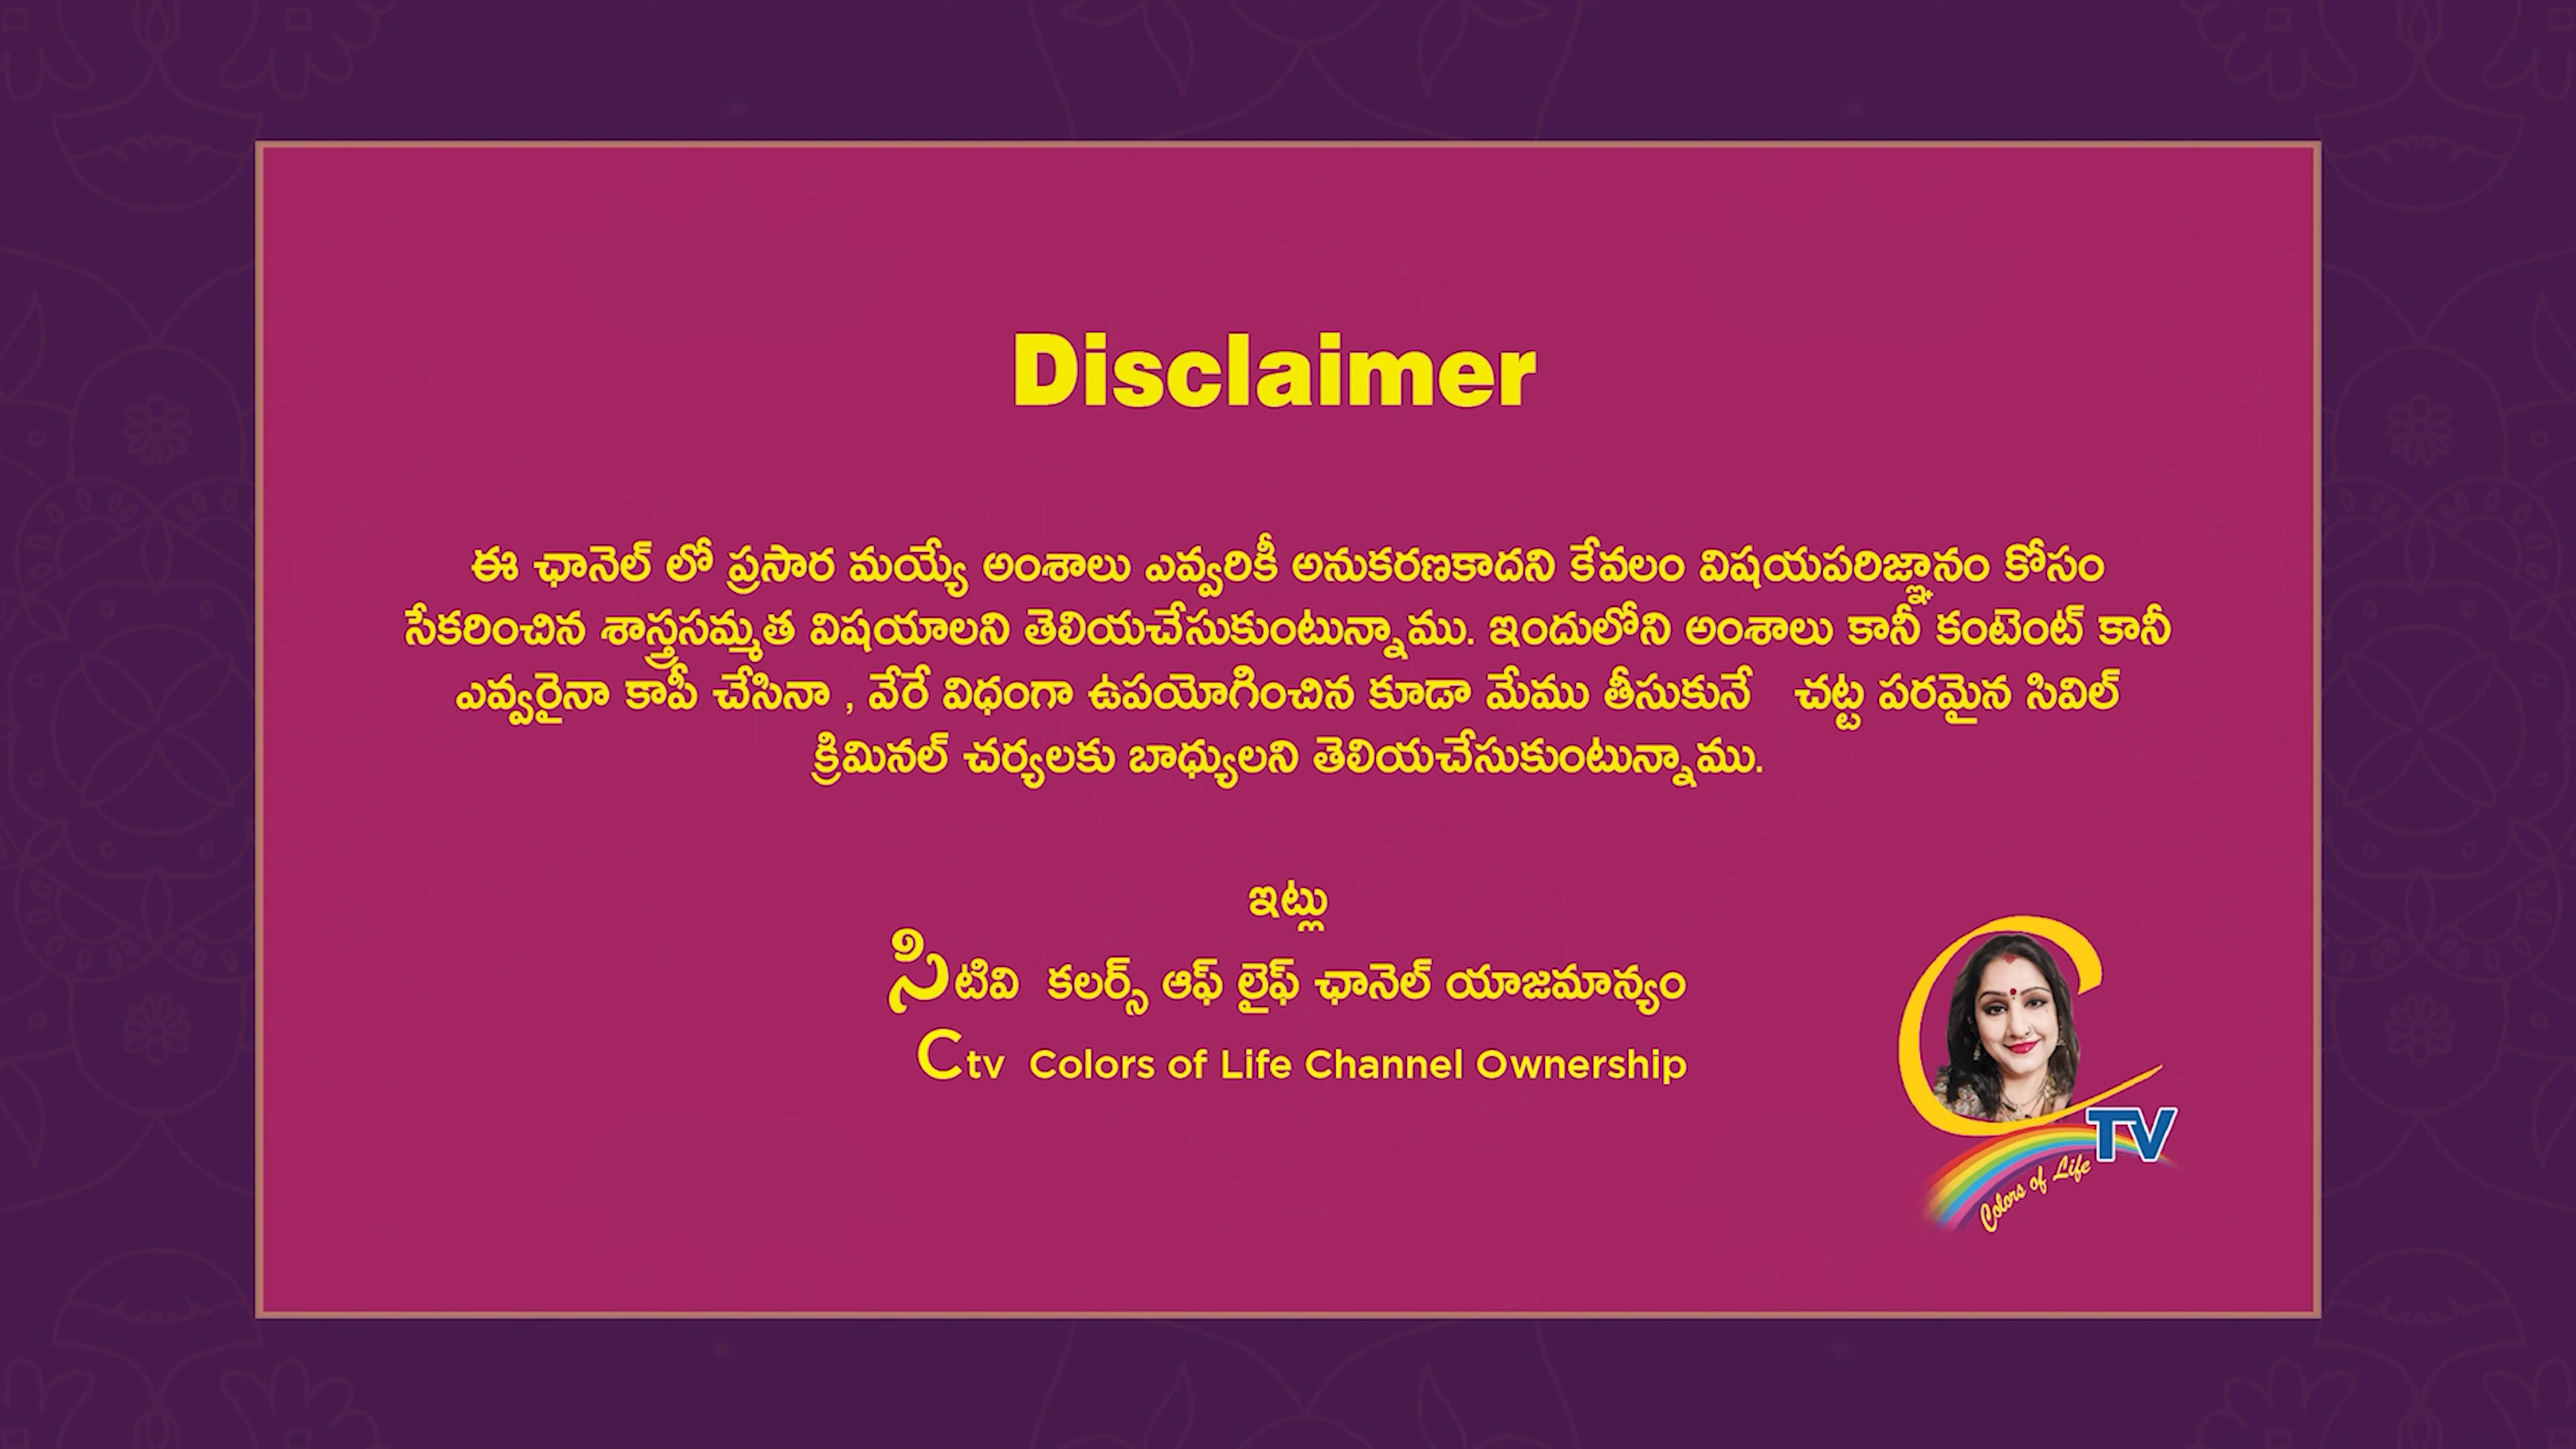 Disclaimer
ఈ ఛానెల్ లో ప్రసార మయ్యే అంశాలు ఎవ్వరికీ అనుకరణకాదని కేవలం విషయపరిజ్ఞానం కోసం
సేకరించిన శాస్త్రసమ్మత విషయాలని తెలియచేసుకుంటున్నాము. ఇందులోని అంశాలు కానీ కంటెంట్ కానీ
ఎవ్వరైనా కాపీ చేసినా , వేరే విధంగా ఉపయోగించిన కూడా మేము తీసుకునే చట్ట పరమైన సివిల్
క్రిమినల్ చర్యలకు బాధ్యులని తెలియచేసుకుంటున్నాము.
ఇట్లు
సిటివి కలర్స్ ఆఫ్ లైఫ్ ఛానెల్ యాజమాన్యం
Ctv Colors of Life Channel Ownership
C TV
Colors of Life